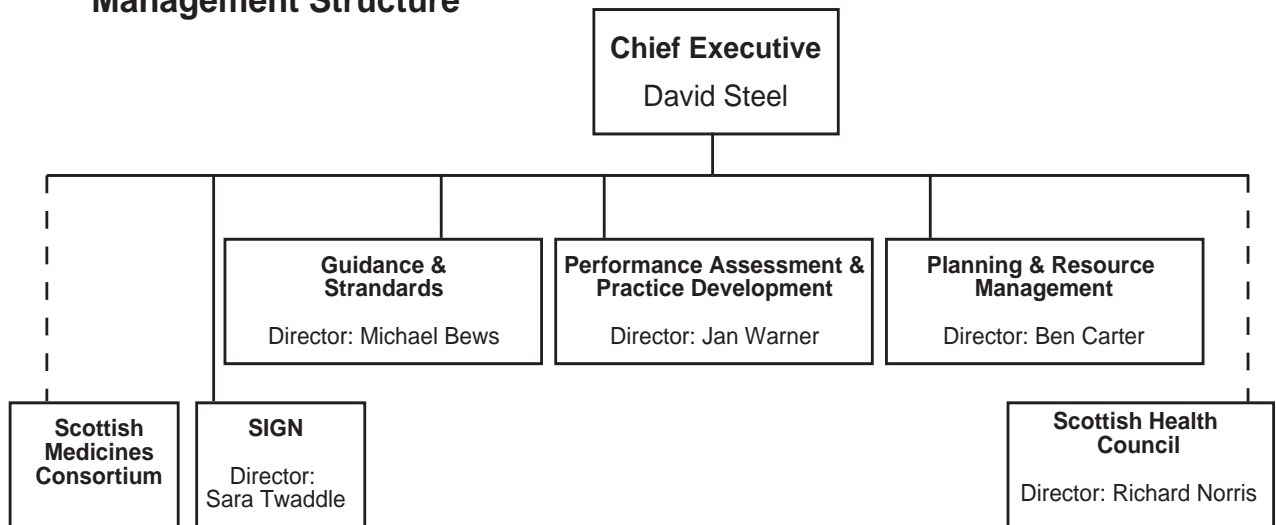 Management Structure
Chief Executive
David Steel
Guidance &
Strandards
Director: Michael Bews
Performance Assessment &
Practice Development
Director: Jan Warner
Planning & Resource
Management
Director: Ben Carter
Scottish
Medicines
Consortium
SIGN
Director:
Sara Twaddle
Scottish Health
Council
Director: Richard Norris